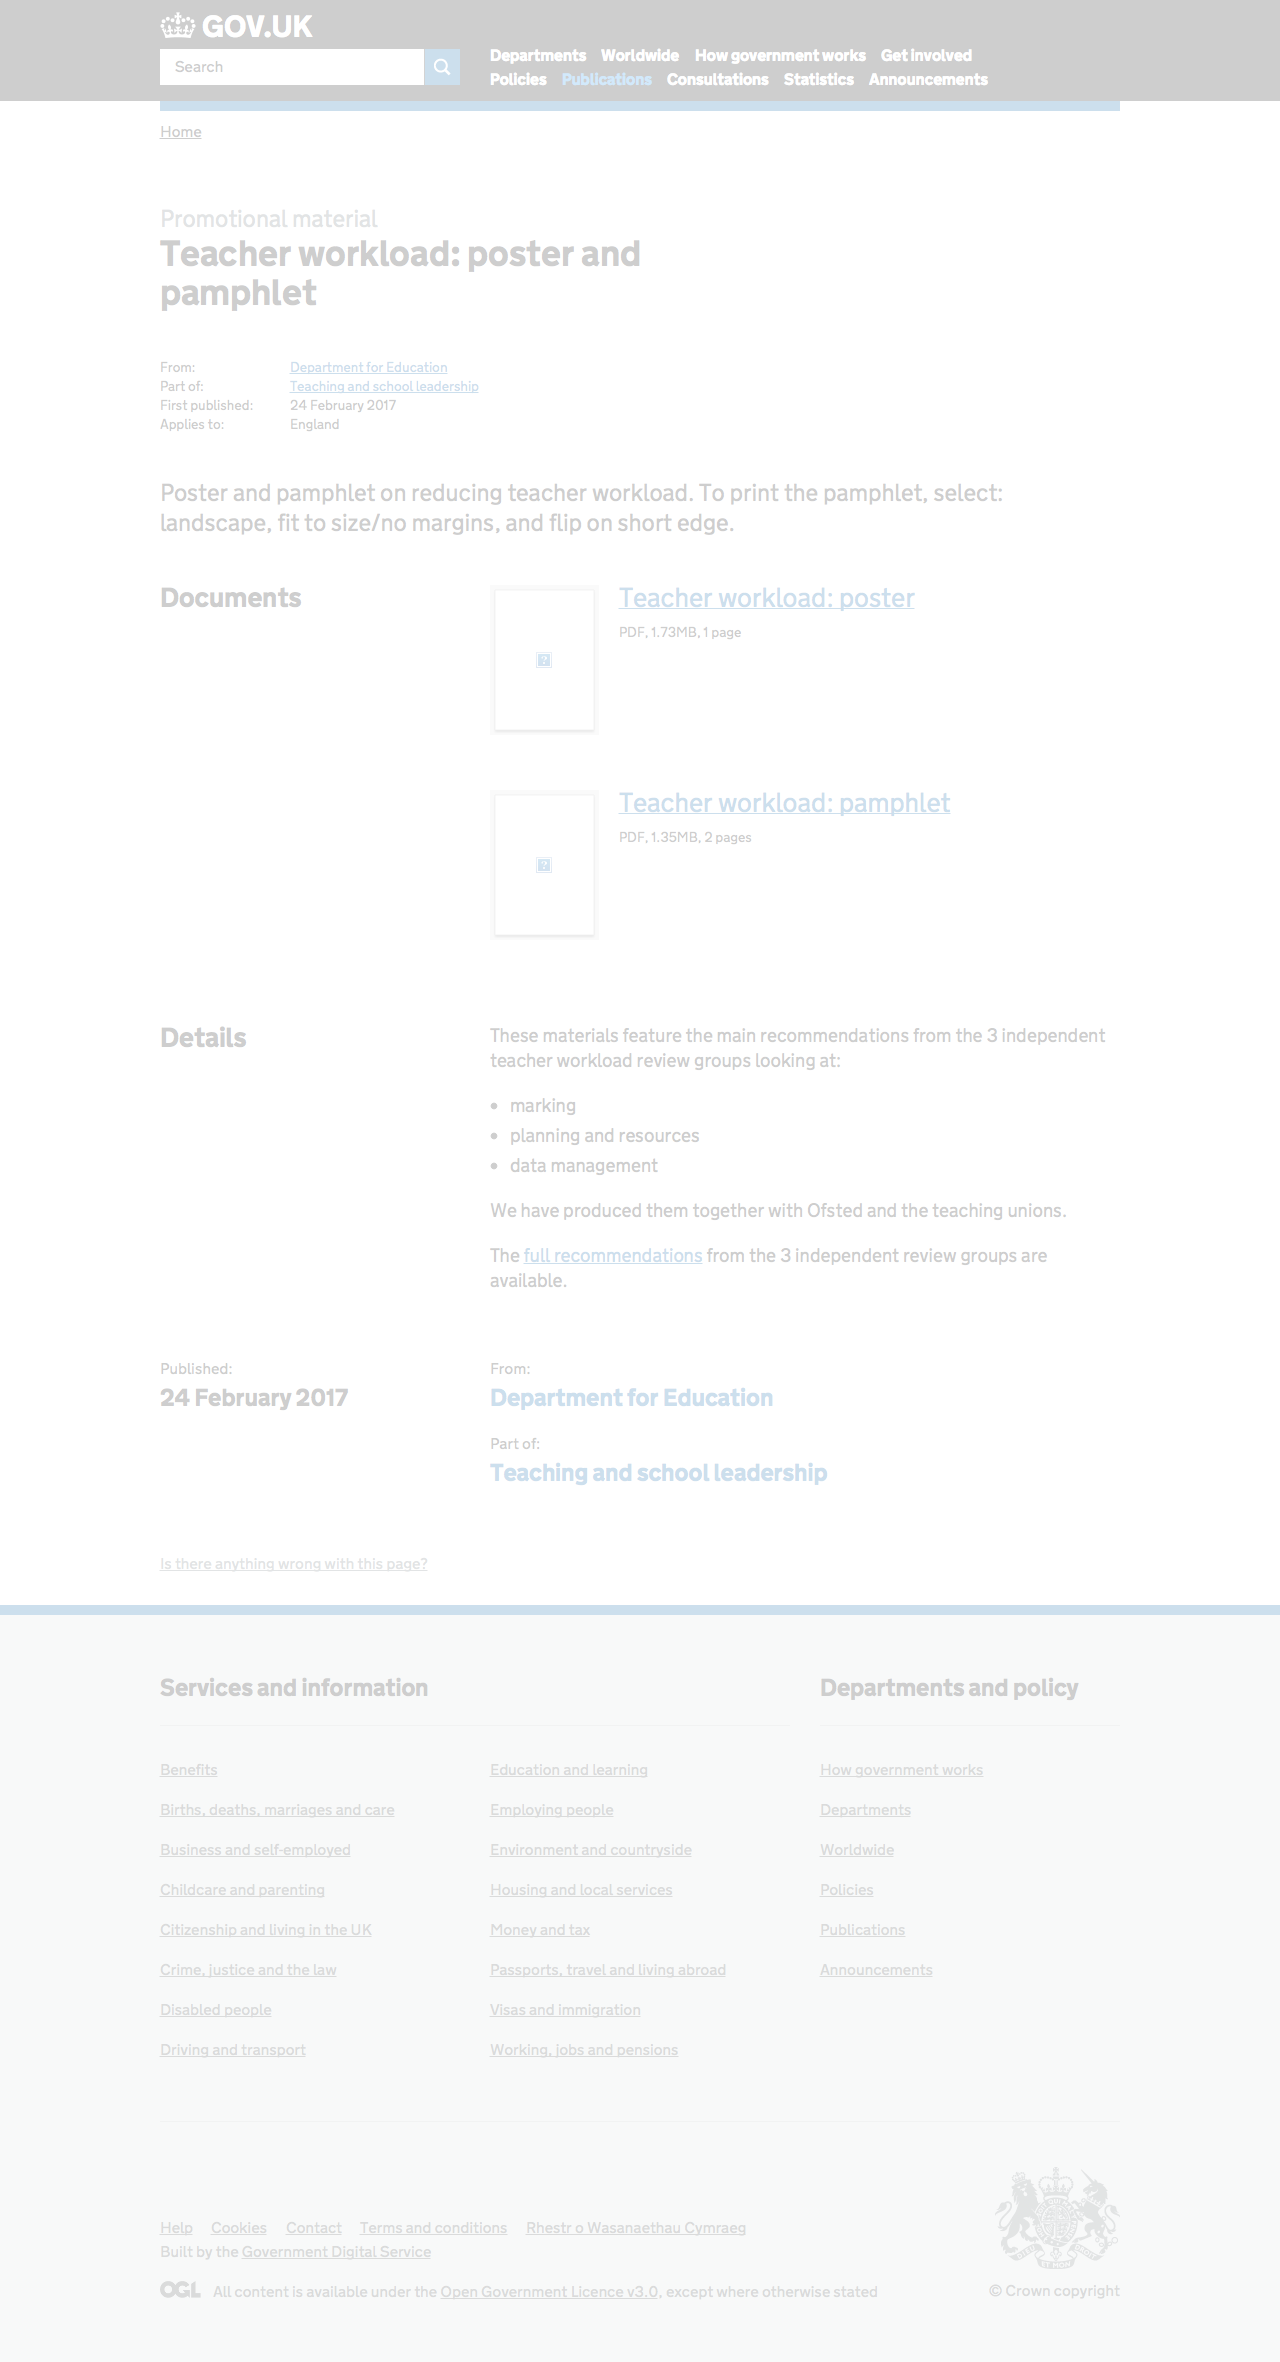 GOV.UK
Search
Departments Worldwide How government works Get involved
Policies Publications Consultations Statistics Announcements
Home
Promotional material
Teacher workload: poster and
pamphlet
From: Department for Education
Part of: Teaching and school leadership
First published: 24 February 2017
Applies to: England
Poster and pamphlet on reducing teacher workload. To print the pamphlet, select:
landscape, fit to size/no margins, and flip on short edge.
Documents
Teacher workload: poster
PDF, 1.73MB, 1 page
Teacher workload: pamphlet
PDF, 1.35MB, 2 pages
Details
These materials feature the main recommendations from the 3 independent
teacher workload review groups looking at:
• marking
• planning and resources
• data management
We have produced them together with Ofsted and the teaching unions.
The full recommendations from the 3 independent review groups are
available.
Published:
24 February 2017
From:
Department for Education
Part of:
Teaching and school leadership
Is there anything wrong with this page?
Services and information
Benefits
Births, deaths, marriages and care
Business and self-employed
Childcare and parenting
Citizenship and living in the UK
Crime, justice and the law
Disabled people
Driving and transport
Education and learning
Employing people
Environment and countryside
Housing and local services
Money and tax
Passports, travel and living abroad
Visas and immigration
Working, jobs and pensions
Departments and policy
How government works
Departments
Worldwide
Policies
Publications
Announcements
Help Cookies Contact Terms and conditions Rhestr o Wasanaethau Cymraeg
Built by the Government Digital Service
OGL All content is available under the Open Government Licence v3.0, except where otherwise stated
© Crown copyright